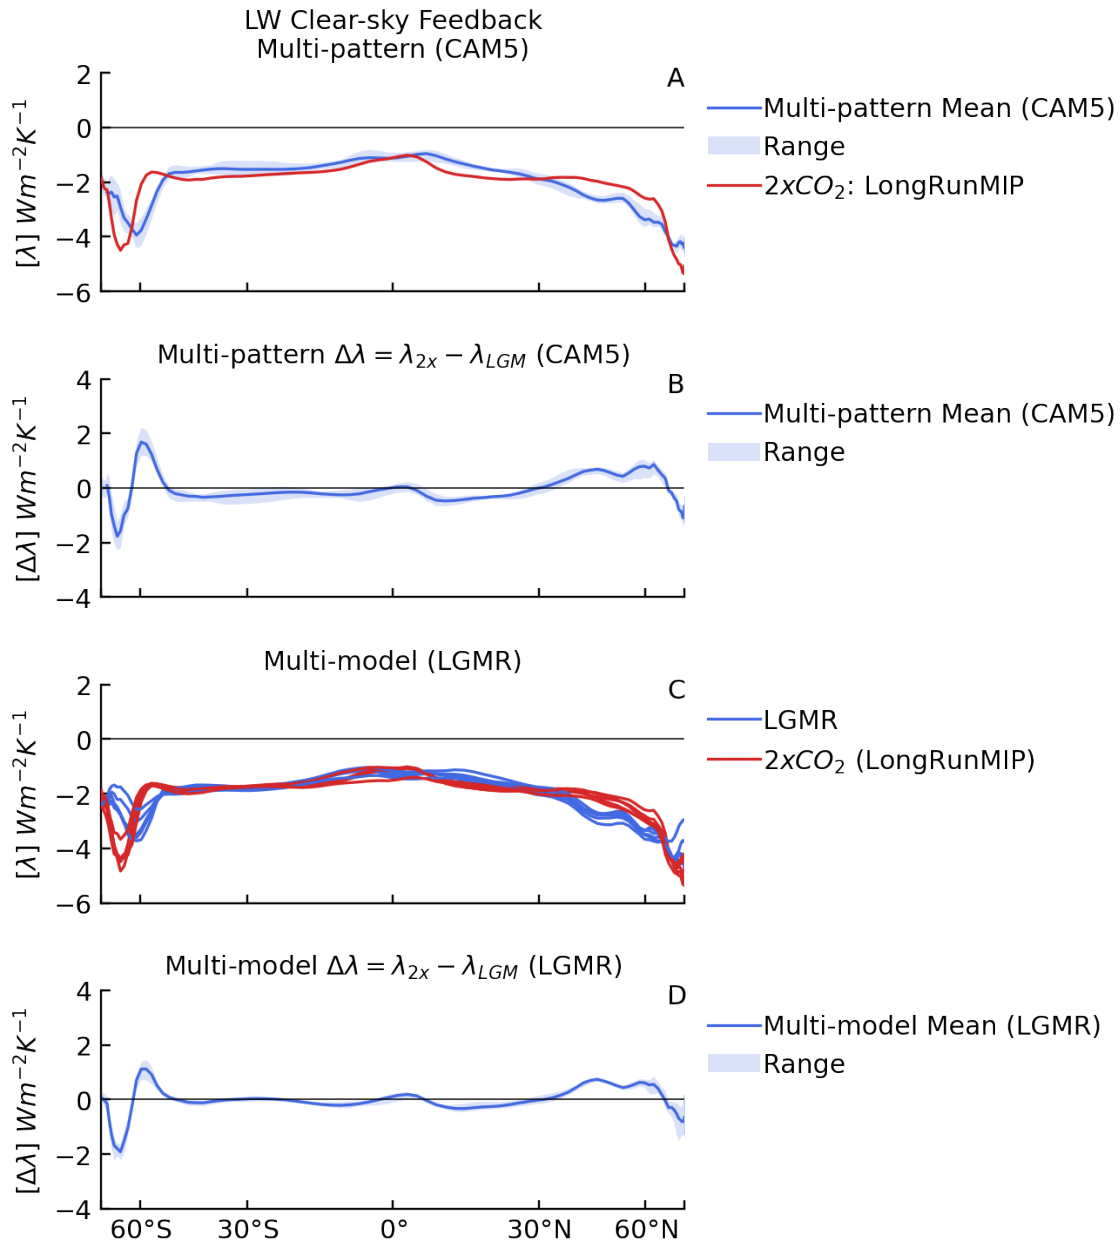 LW Clear-sky Feedback
Multi-pattern (CAM5)
A
2
0
−2
−4
−6
[λ] Wm⁻²K⁻¹
Multi-pattern Mean (CAM5)
Range
2xCO₂: LongRunMIP
Multi-pattern Δλ = λ₂ₓ − λ_LGM (CAM5)
B
4
2
0
−2
−4
[Δλ] Wm⁻²K⁻¹
Multi-pattern Mean (CAM5)
Range
Multi-model (LGMR)
C
2
0
−2
−4
−6
[λ] Wm⁻²K⁻¹
LGMR
2xCO₂ (LongRunMIP)
Multi-model Δλ = λ₂ₓ − λ_LGM (LGMR)
D
4
2
0
−2
−4
[Δλ] Wm⁻²K⁻¹
Multi-model Mean (LGMR)
Range
60°S 30°S 0° 30°N 60°N